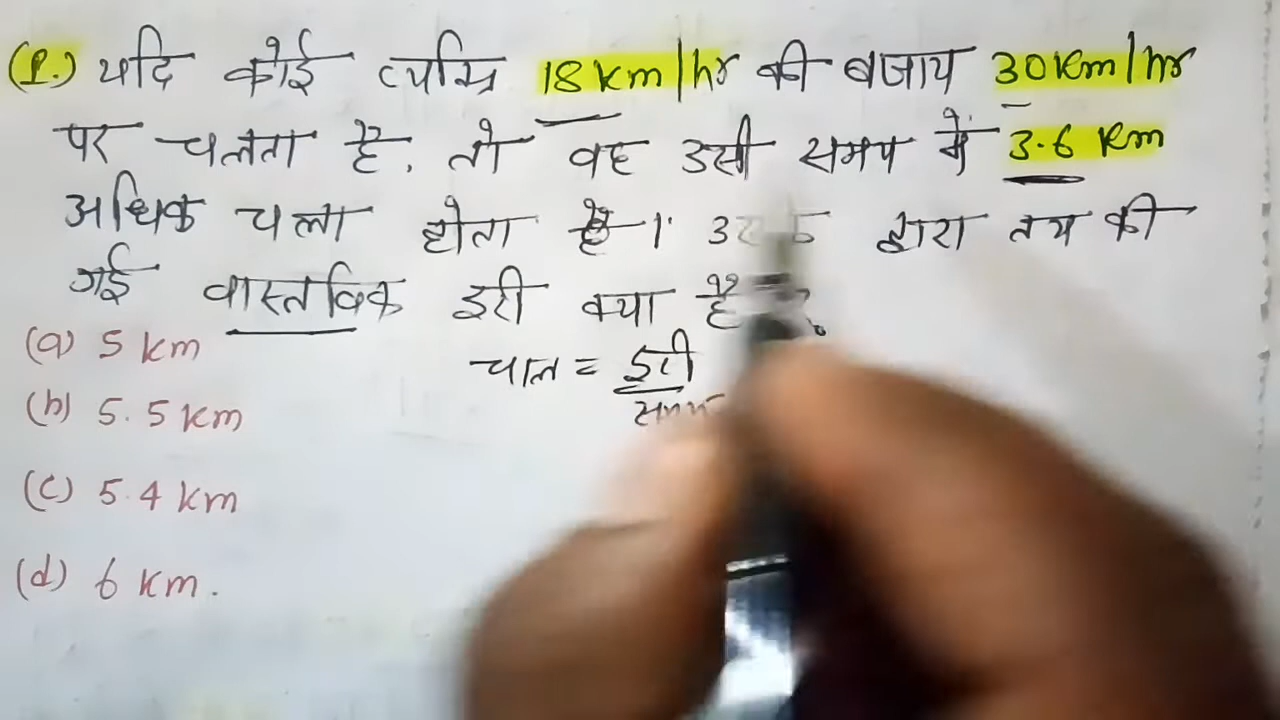 (1.) यदि कोई व्यक्ति 18 km/hr की बजाय 30 km/hr
पर चलता है, तो वह उसी समय में 3.6 km
अधिक चला होता है। द्वारा तय की
गई वास्तविक दूरी क्या है
(a) 5 km
चाल = दूरी
समय
(b) 5.5 km
(c) 5.4 km
(d) 6 km.